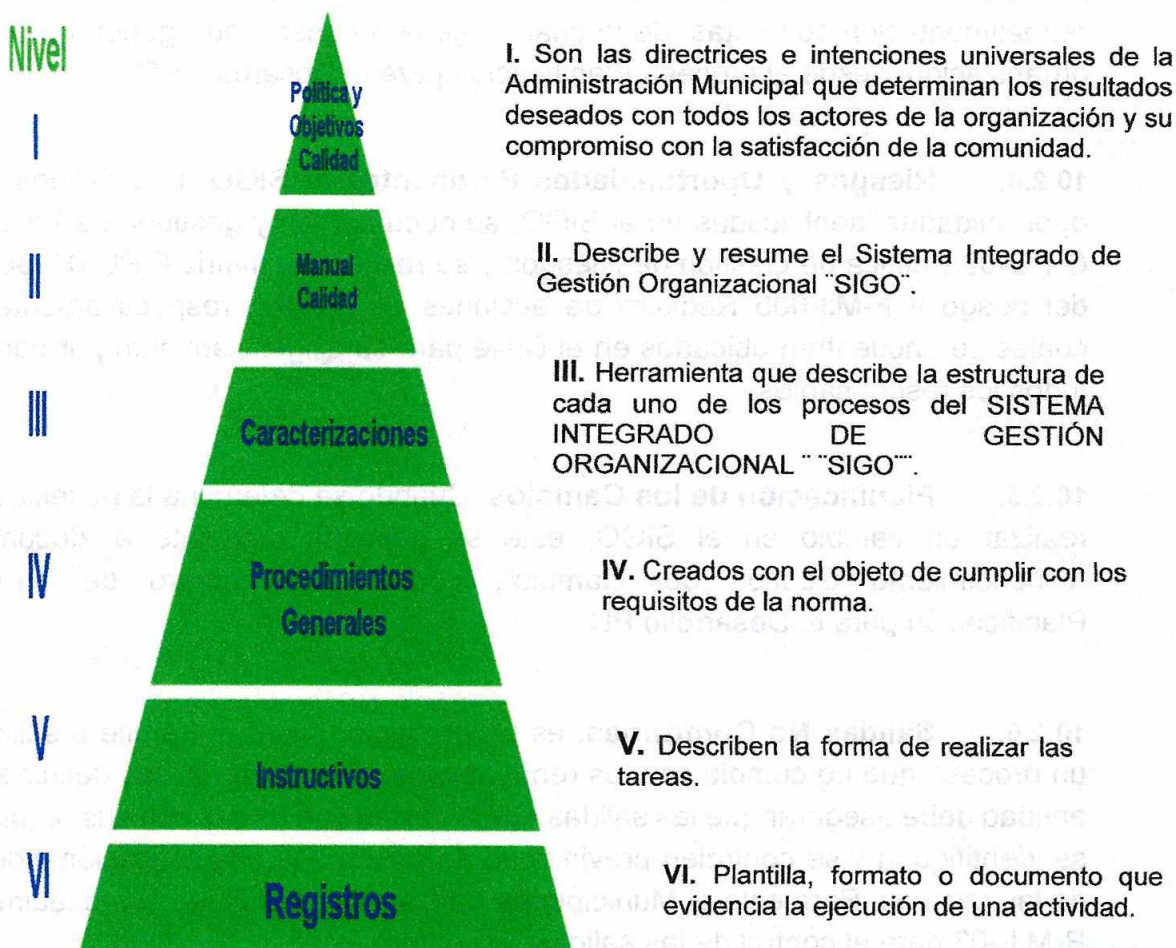 Nivel
I
Política y
Objetivos
Calidad
I. Son las directrices e intenciones universales de la
Administración Municipal que determinan los resultados
deseados con todos los actores de la organización y su
compromiso con la satisfacción de la comunidad.
II
Manual
Calidad
II. Describe y resume el Sistema Integrado de
Gestión Organizacional ¨SIGO¨.
III
Caracterizaciones
III. Herramienta que describe la estructura de
cada uno de los procesos del SISTEMA
INTEGRADO DE GESTIÓN
ORGANIZACIONAL ¨ ¨SIGO¨¨.
IV
Procedimientos
Generales
IV. Creados con el objeto de cumplir con los
requisitos de la norma.
V
Instructivos
V. Describen la forma de realizar las
tareas.
VI
Registros
VI. Plantilla, formato o documento que
evidencia la ejecución de una actividad.